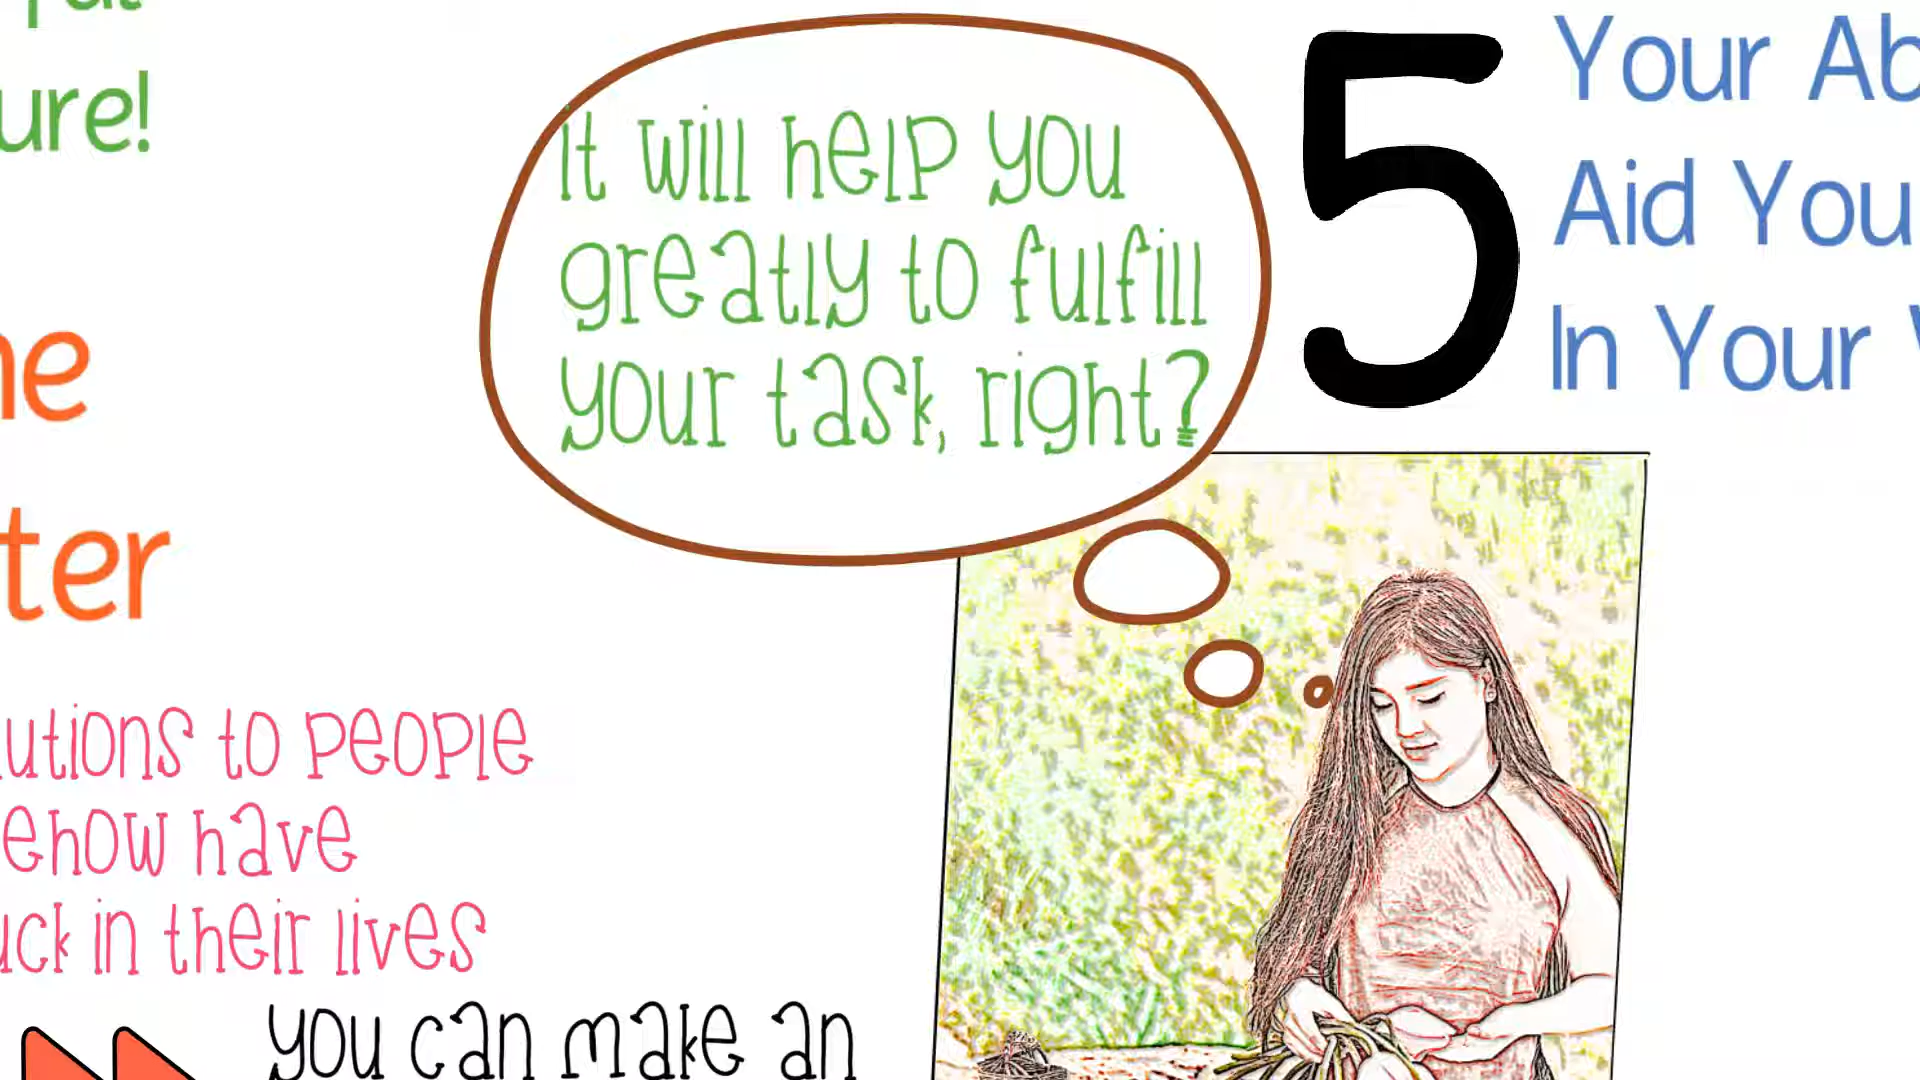 ure!
It will help you
greatly to fulfill
your task, right?
5
Your Ab
Aid You
In Your
ne
ter
lutions to people
ehow have
uck in their lives
you can make an